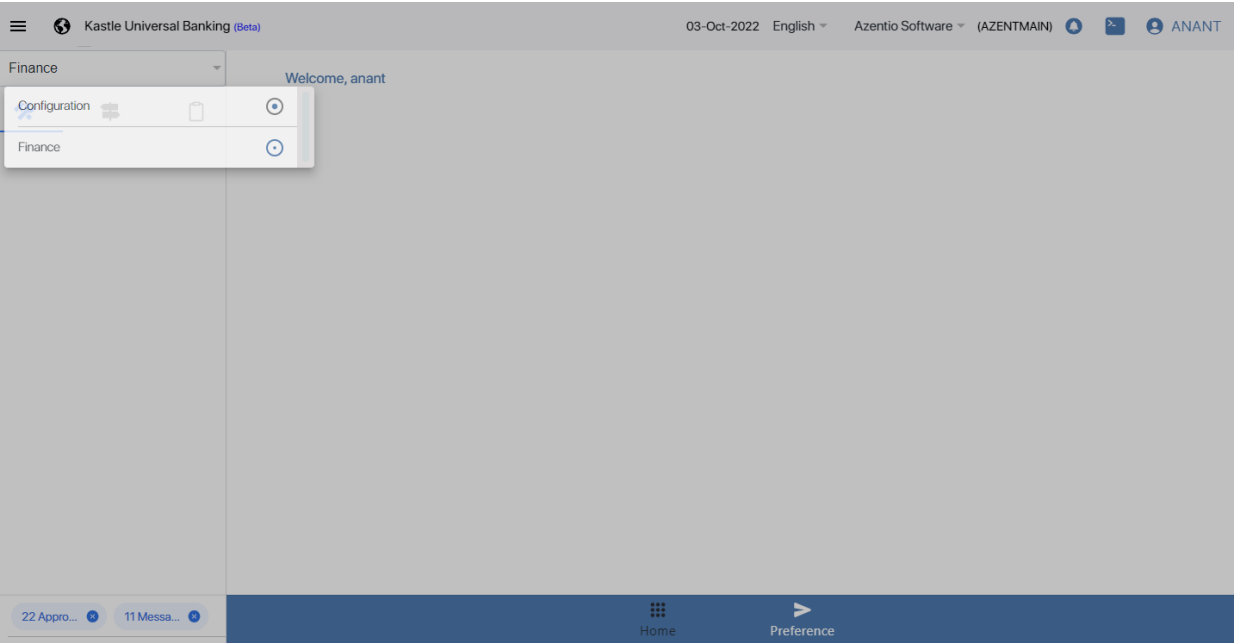 Kastle Universal Banking (Beta) 03-Oct-2022 English Azentio Software (AZENTMAIN) ANANT
Finance
Welcome, anant
Configuration
Finance
22 Appro... 11 Messa...
Home Preference